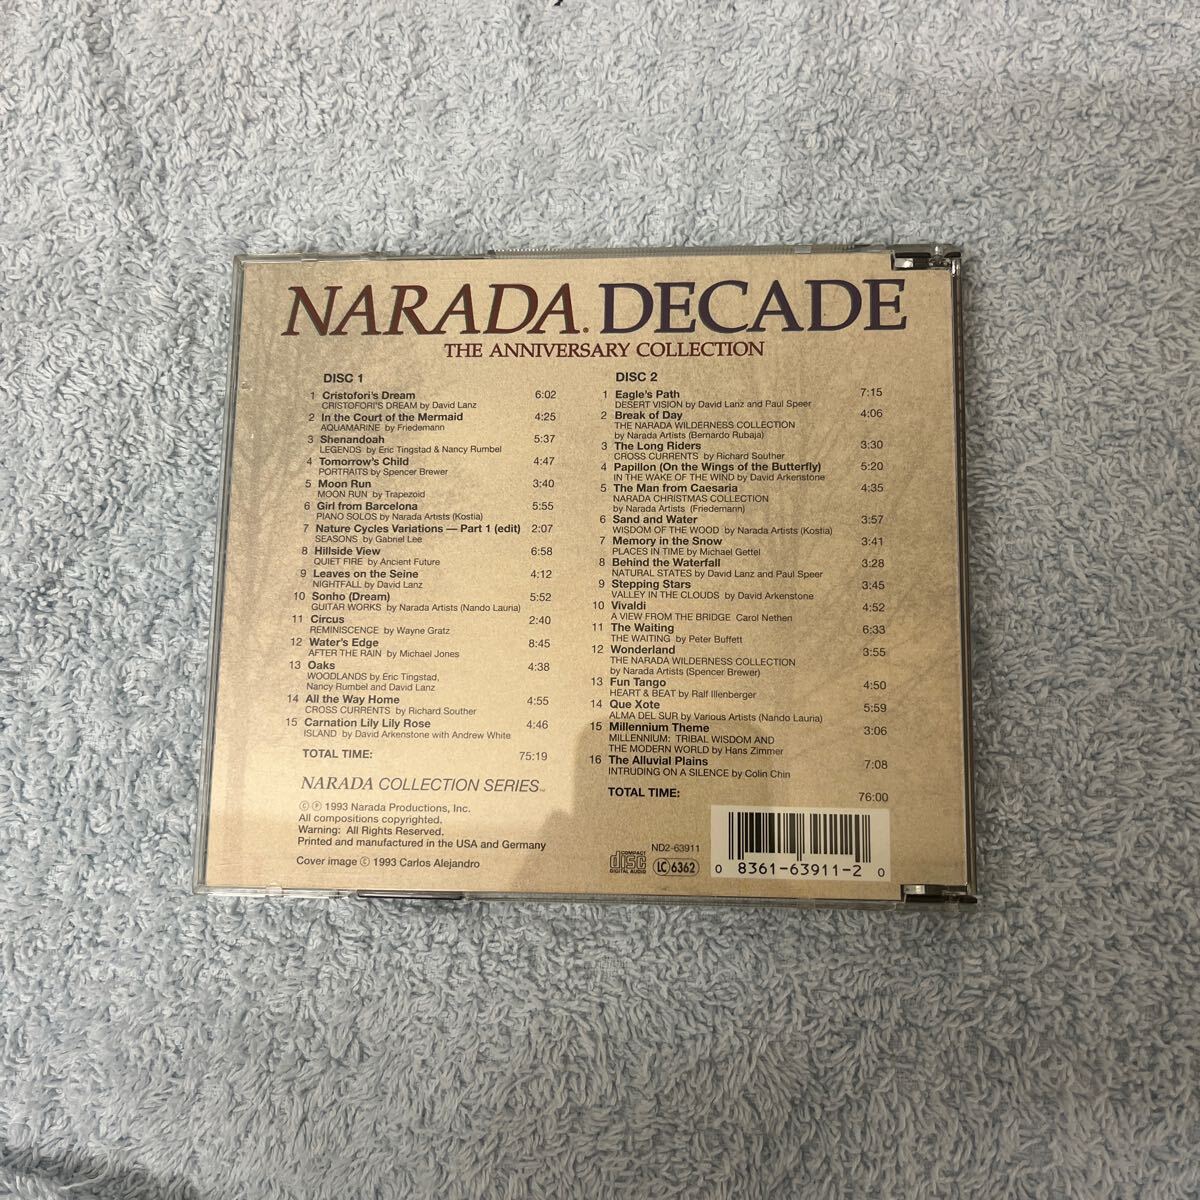 NARADA. DECADE
THE ANNIVERSARY COLLECTION
DISC 1
1 Cristofori's Dream 6:02
CRISTOFORI'S DREAM by David Lanz
2 In the Court of the Mermaid 4:25
AQUAMARINE by Friedemann
3 Shenandoah 5:37
LEGENDS by Eric Tingstad & Nancy Rumbel
4 Tomorrow's Child 4:47
PORTRAITS by Spencer Brewer
5 Moon Run 3:40
MOON RUN by Trapezoid
6 Girl from Barcelona 5:55
PIANO SOLOS by Narada Artists (Kostia)
7 Nature Cycles Variations — Part 1 (edit) 2:07
SEASONS by Gabriel Lee
8 Hillside View 6:58
QUIET FIRE by Ancient Future
9 Leaves on the Seine 4:12
NIGHTFALL by David Lanz
10 Sonho (Dream) 5:52
GUITAR WORKS by Narada Artists (Nando Lauria)
11 Circus 2:40
REMINISCENCE by Wayne Gratz
12 Water's Edge 8:45
AFTER THE RAIN by Michael Jones
13 Oaks 4:38
WOODLANDS by Eric Tingstad,
Nancy Rumbel and David Lanz
14 All the Way Home 4:55
CROSS CURRENTS by Richard Souther
15 Carnation Lily Lily Rose 4:46
ISLAND by David Arkenstone with Andrew White
TOTAL TIME: 75:19
NARADA COLLECTION SERIES™
© ℗ 1993 Narada Productions, Inc.
All compositions copyrighted.
Warning: All Rights Reserved.
Printed and manufactured in the USA and Germany
Cover image © 1993 Carlos Alejandro
DISC 2
1 Eagle's Path 7:15
DESERT VISION by David Lanz and Paul Speer
2 Break of Day 4:06
THE NARADA WILDERNESS COLLECTION
by Narada Artists (Bernardo Rubaja)
3 The Long Riders 3:30
CROSS CURRENTS by Richard Souther
4 Papillon (On the Wings of the Butterfly) 5:20
IN THE WAKE OF THE WIND by David Arkenstone
5 The Man from Caesaria 4:35
NARADA CHRISTMAS COLLECTION
by Narada Artists (Friedemann)
6 Sand and Water 3:57
WISDOM OF THE WOOD by Narada Artists (Kostia)
7 Memory in the Snow 3:41
PLACES IN TIME by Michael Gettel
8 Behind the Waterfall 3:28
NATURAL STATES by David Lanz and Paul Speer
9 Stepping Stars 3:45
VALLEY IN THE CLOUDS by David Arkenstone
10 Vivaldi 4:52
A VIEW FROM THE BRIDGE Carol Nethen
11 The Waiting 6:33
THE WAITING by Peter Buffett
12 Wonderland 3:55
THE NARADA WILDERNESS COLLECTION
by Narada Artists (Spencer Brewer)
13 Fun Tango 4:50
HEART & BEAT by Ralf Illenberger
14 Que Xote 5:59
ALMA DEL SUR by Various Artists (Nando Lauria)
15 Millennium Theme 3:06
MILLENNIUM: TRIBAL WISDOM AND
THE MODERN WORLD by Hans Zimmer
16 The Alluvial Plains 7:08
INTRUDING ON A SILENCE by Colin Chin
TOTAL TIME: 76:00
ND2-63911
COMPACT
disc
DIGITAL AUDIO
LC 6362
0 8361-63911-2 0